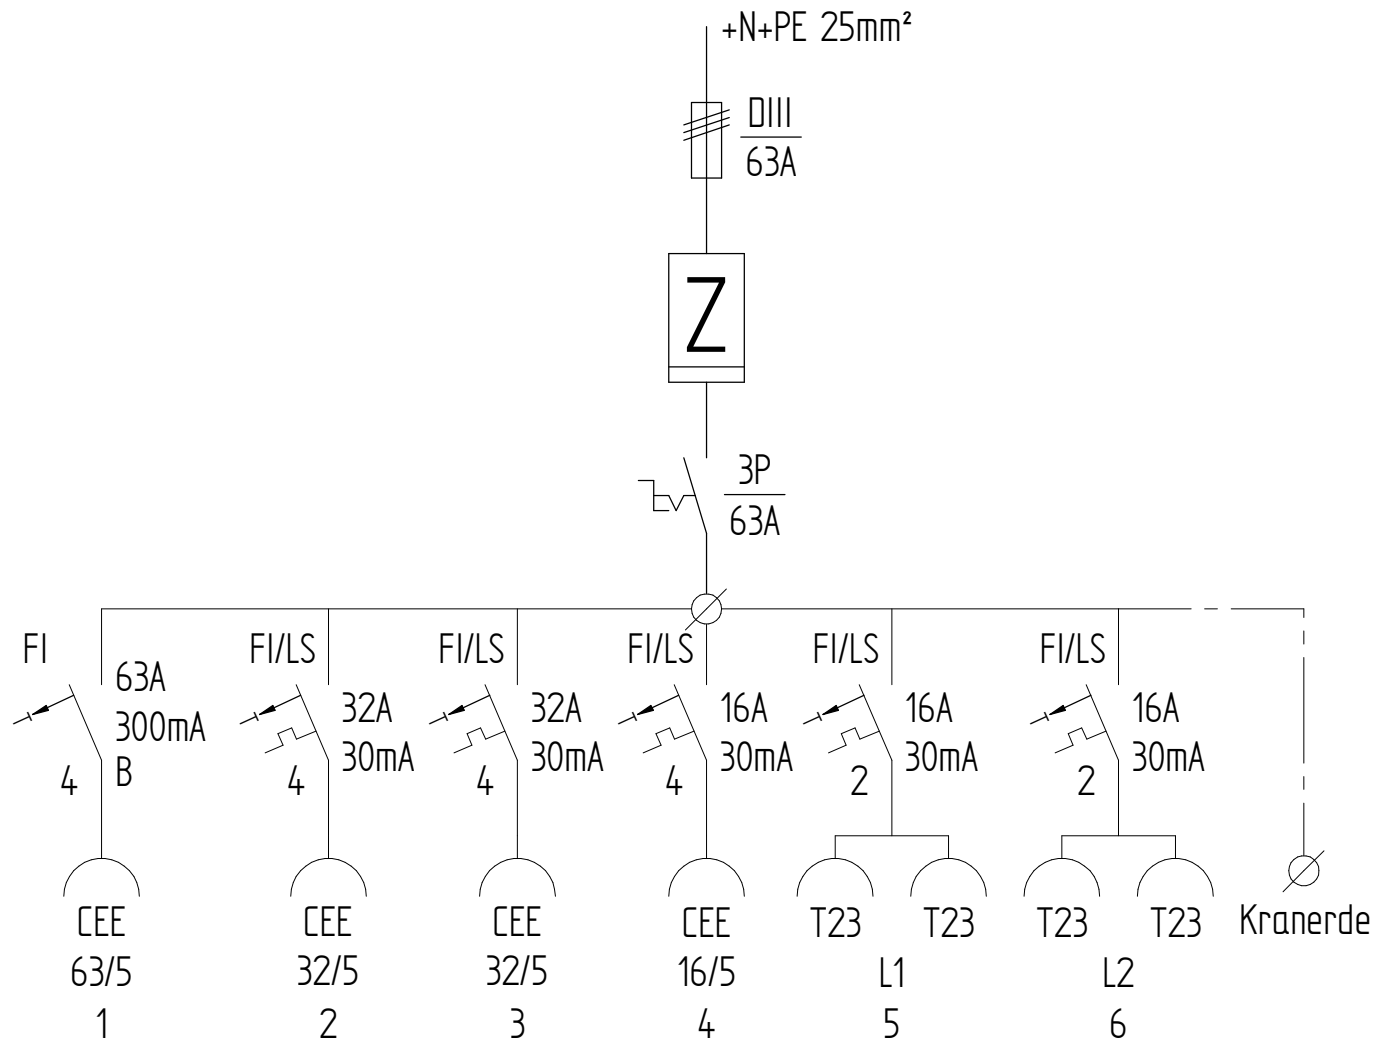 +N+PE 25mm²
DIII
63A
Z
3P
63A
FI
FI/LS
FI/LS
FI/LS
FI/LS
FI/LS
63A
300mA
B
4
32A
30mA
4
32A
30mA
4
16A
30mA
4
16A
30mA
2
16A
30mA
2
CEE
CEE
CEE
CEE
T23
T23
T23
T23
Kranerde
63/5
32/5
32/5
16/5
L1
L2
1
2
3
4
5
6